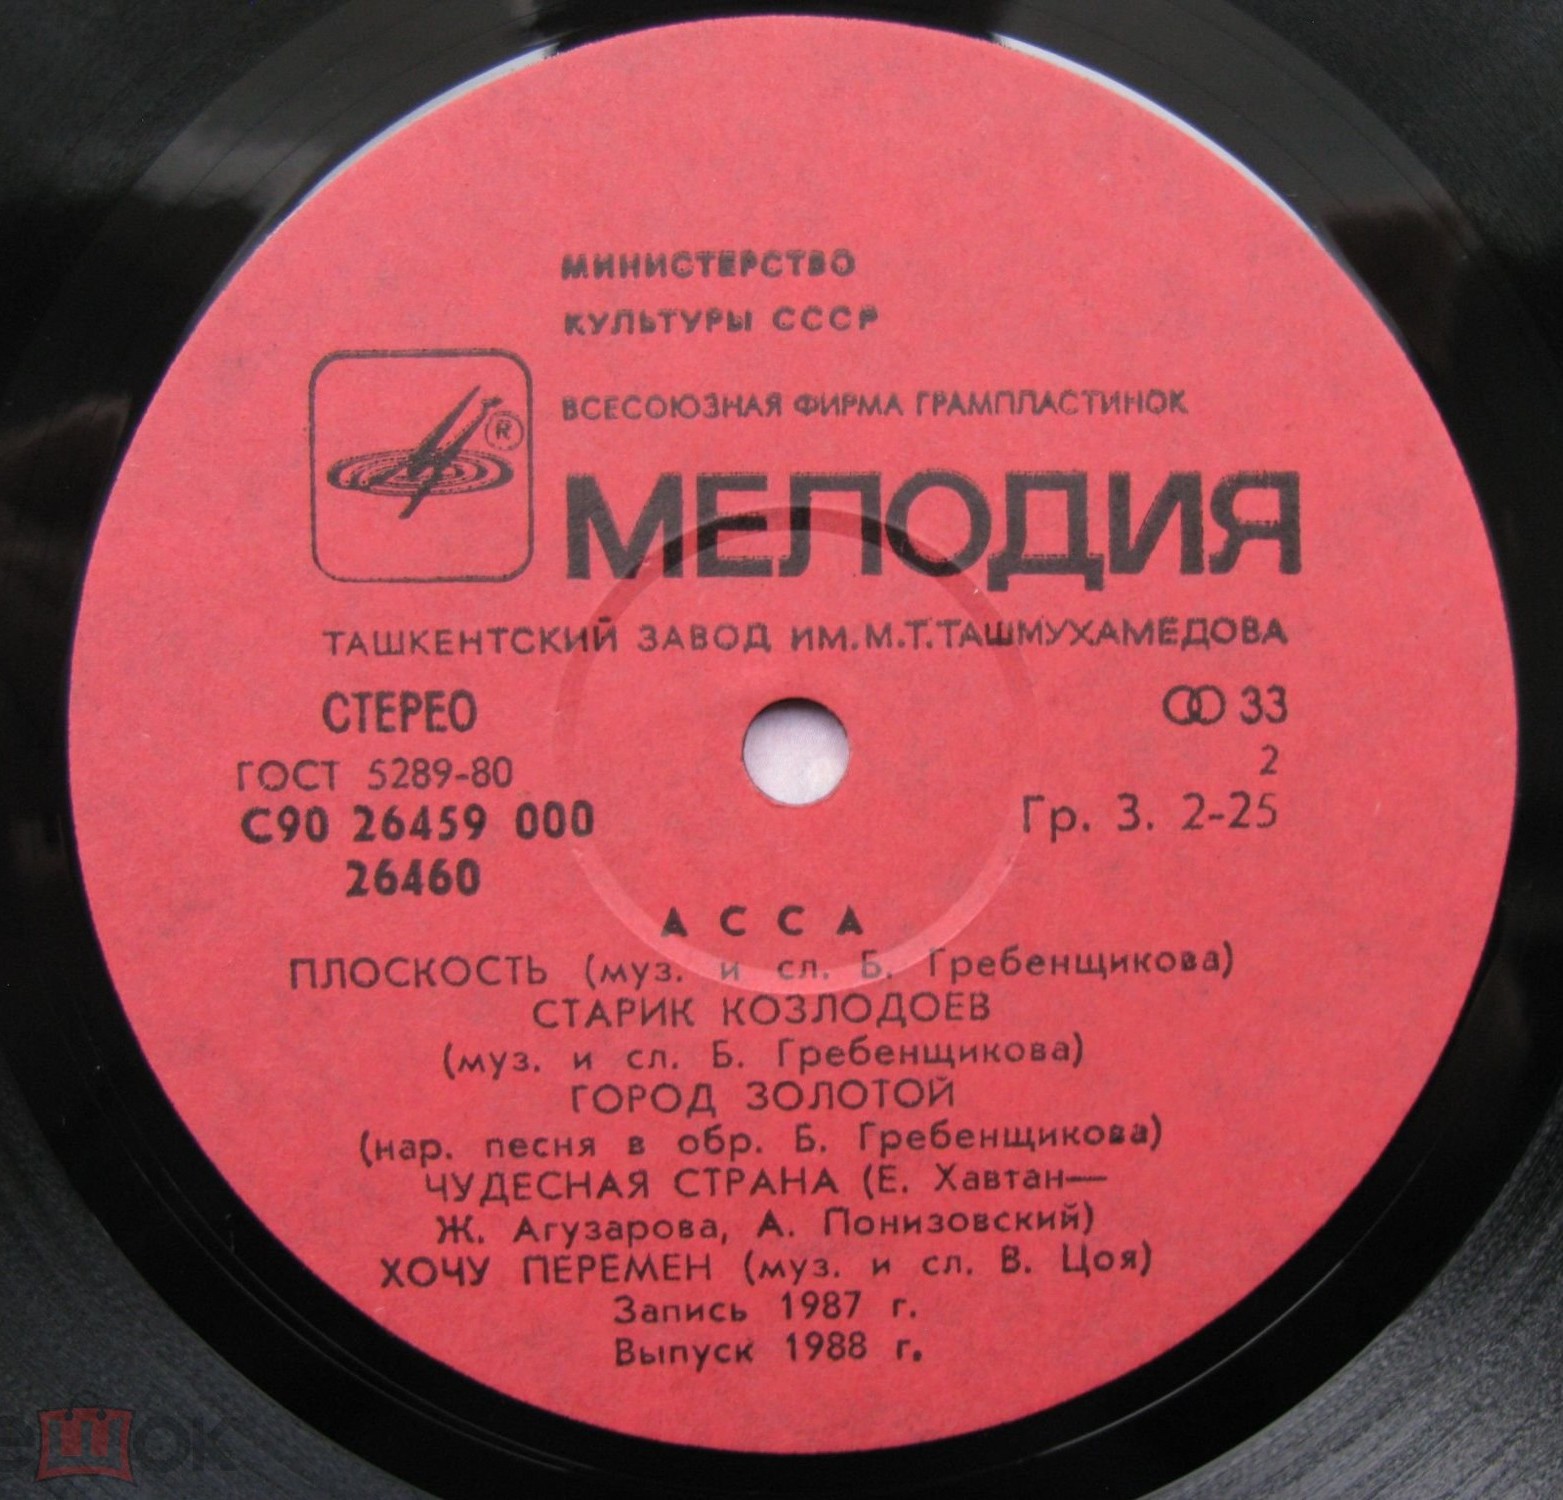 МИНИСТЕРСТВО
КУЛЬТУРЫ СССР
ВСЕСОЮЗНАЯ ФИРМА ГРАМПЛАСТИНОК
®
МЕЛОДИЯ
ТАШКЕНТСКИЙ ЗАВОД ИМ.М.Т.ТАШМУХАМЕДОВА
СТЕРЕО
33
ГОСТ 5289-80
2
С90 26459 000
Гр. 3. 2-25
26460
АССА
ПЛОСКОСТЬ (муз. и сл. Б. Гребенщикова)
СТАРИК КОЗЛОДОЕВ
(муз. и сл. Б. Гребенщикова)
ГОРОД ЗОЛОТОЙ
(нар. песня в обр. Б. Гребенщикова)
ЧУДЕСНАЯ СТРАНА (Е. Хавтан—
Ж. Агузарова, А. Понизовский)
ХОЧУ ПЕРЕМЕН (муз. и сл. В. Цоя)
Запись 1987 г.
Выпуск 1988 г.
ешок